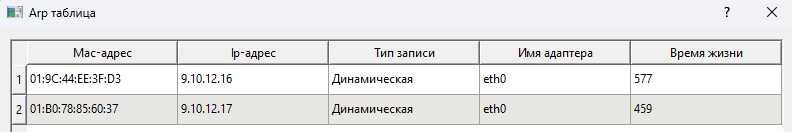 Arp таблица
Mac-адрес Ip-адрес Тип записи Имя адаптера Время жизни
1 01:9C:44:EE:3F:D3 9.10.12.16 Динамическая eth0 577
2 01:B0:78:85:60:37 9.10.12.17 Динамическая eth0 459